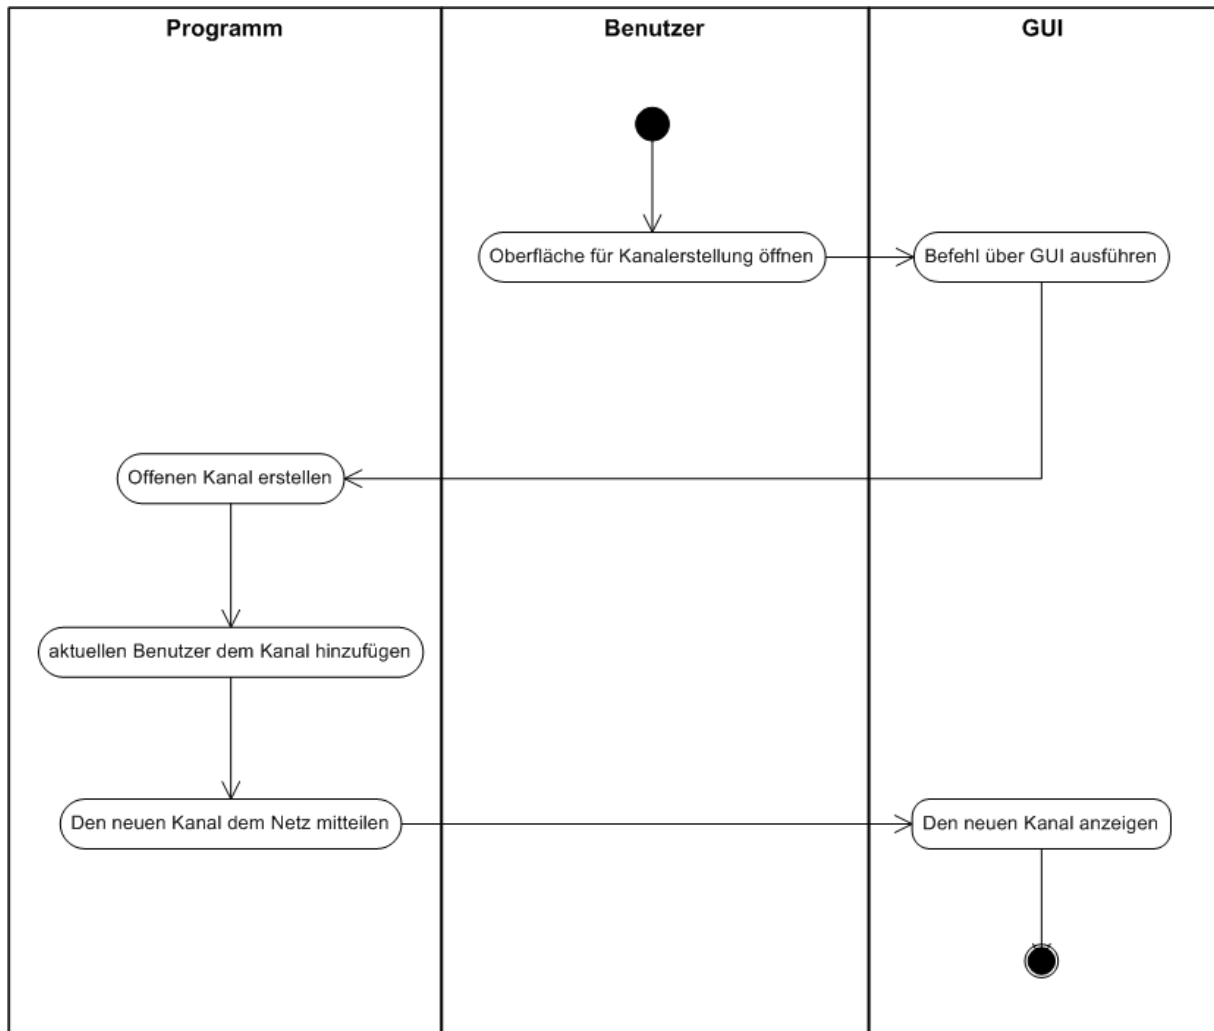 Programm
Benutzer
GUI
Oberfläche für Kanalerstellung öffnen
Befehl über GUI ausführen
Offenen Kanal erstellen
aktuellen Benutzer dem Kanal hinzufügen
Den neuen Kanal dem Netz mitteilen
Den neuen Kanal anzeigen